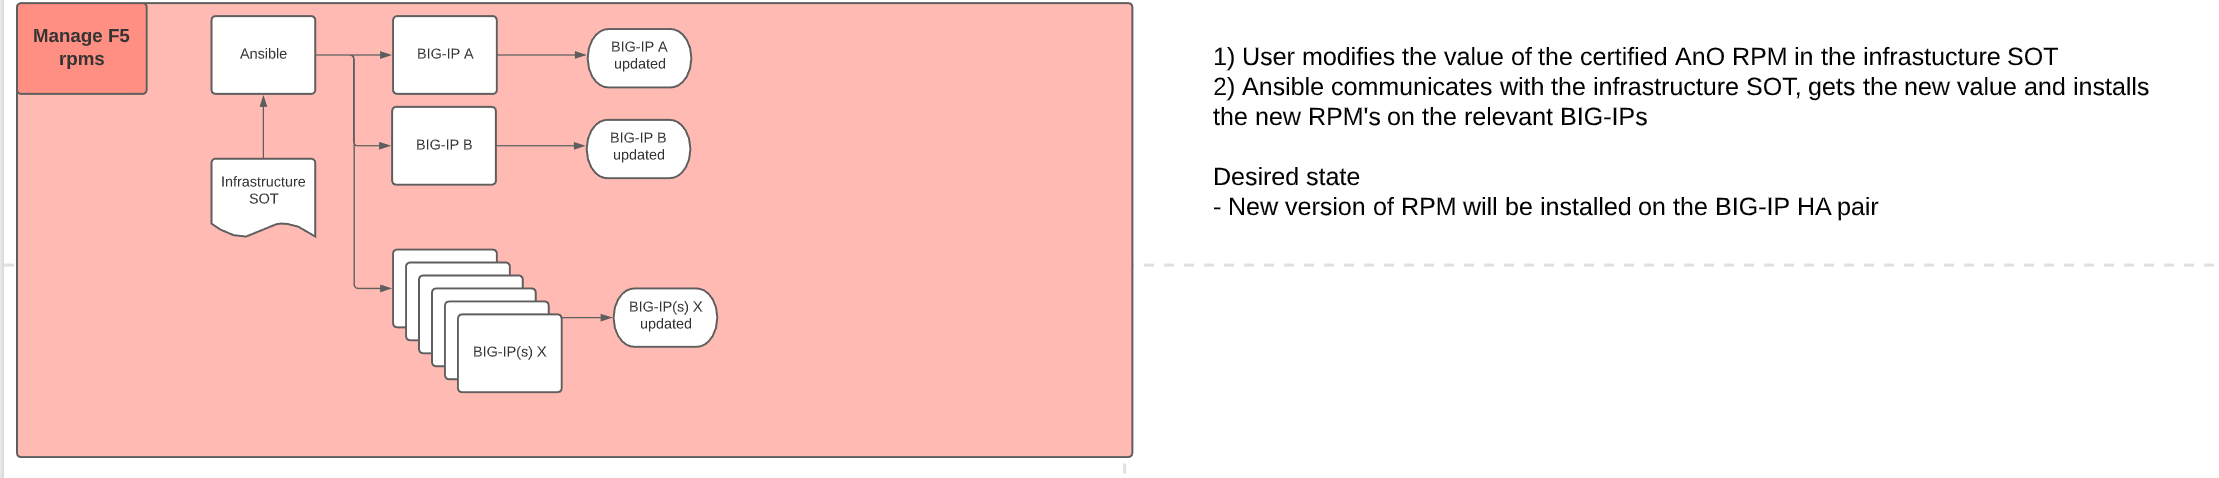 Manage F5
rpms
Ansible
BIG-IP A
BIG-IP A
updated
BIG-IP B
BIG-IP B
updated
Infrastructure
SOT
BIG-IP(s) X
BIG-IP(s) X
updated
1) User modifies the value of the certified AnO RPM in the infrastucture SOT
2) Ansible communicates with the infrastructure SOT, gets the new value and installs
the new RPM's on the relevant BIG-IPs
Desired state
- New version of RPM will be installed on the BIG-IP HA pair